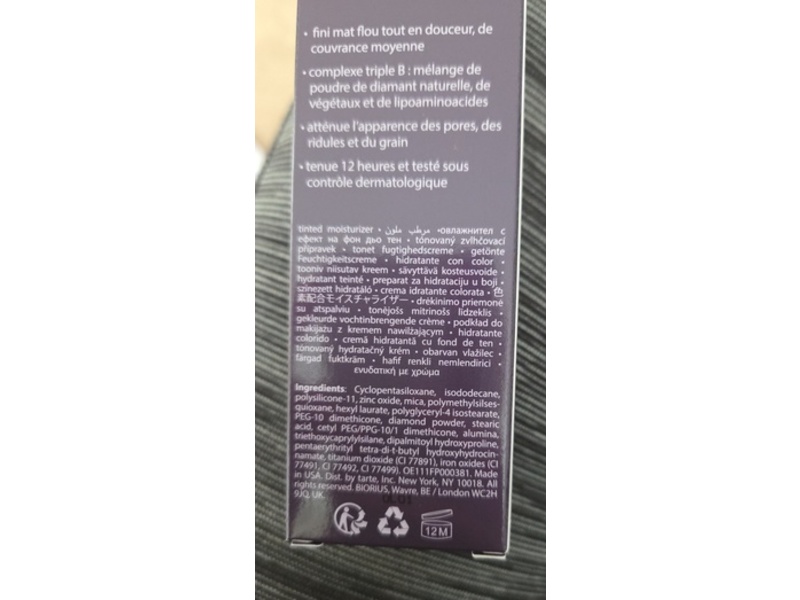 • fini mat flou tout en douceur, de
couvrance moyenne
• complexe triple B : mélange de
poudre de diamant naturelle, de
végétaux et de lipoaminoacides
• atténue l'apparence des pores, des
ridules et du grain
• tenue 12 heures et testé sous
contrôle dermatologique
tinted moisturizer • مرطب ملون •овлажнител с
ефект на фон дьо тен • tónovaný zvlhčovací
přípravek • tonet fugtighedscreme • getönte
Feuchtigkeitscreme • hidratante con color •
tooniv niisutav kreem • sävyttävä kosteusvoide •
hydratant teinté • preparat za hidrataciju u boji •
színezett hidratáló • crema idratante colorata • 色
素配合モイスチャライザー • drėkinimo priemonė
su atspalviu • tonējošs mitrinošs līdzeklis •
gekleurde vochtinbrengende crème • podkład do
makijażu z kremem nawilżającym • hidratante
colorido • cremă hidratantă cu fond de ten •
tónovaný hydratačný krém • obarvan vlažilec •
färgad fuktkräm • hafif renkli nemlendirici •
ενυδατική με χρώμα
Ingredients: Cyclopentasiloxane, isododecane,
polysilicone-11, zinc oxide, mica, polymethylsilses-
quioxane, hexyl laurate, polyglyceryl-4 isostearate,
PEG-10 dimethicone, diamond powder, stearic
acid, cetyl PEG/PPG-10/1 dimethicone, alumina,
triethoxycaprylylsilane, dipalmitoyl hydroxyproline,
pentaerythrityl tetra-di-t-butyl hydroxyhydrocin-
namate, titanium dioxide (CI 77891), iron oxides (CI
77491, CI 77492, CI 77499). OE111FP000381. Made
in USA. Dist. by tarte, Inc. New York, NY 10018. All
rights reserved. BIORIUS, Wavre, BE / London WC2H
9JQ, UK.
12M